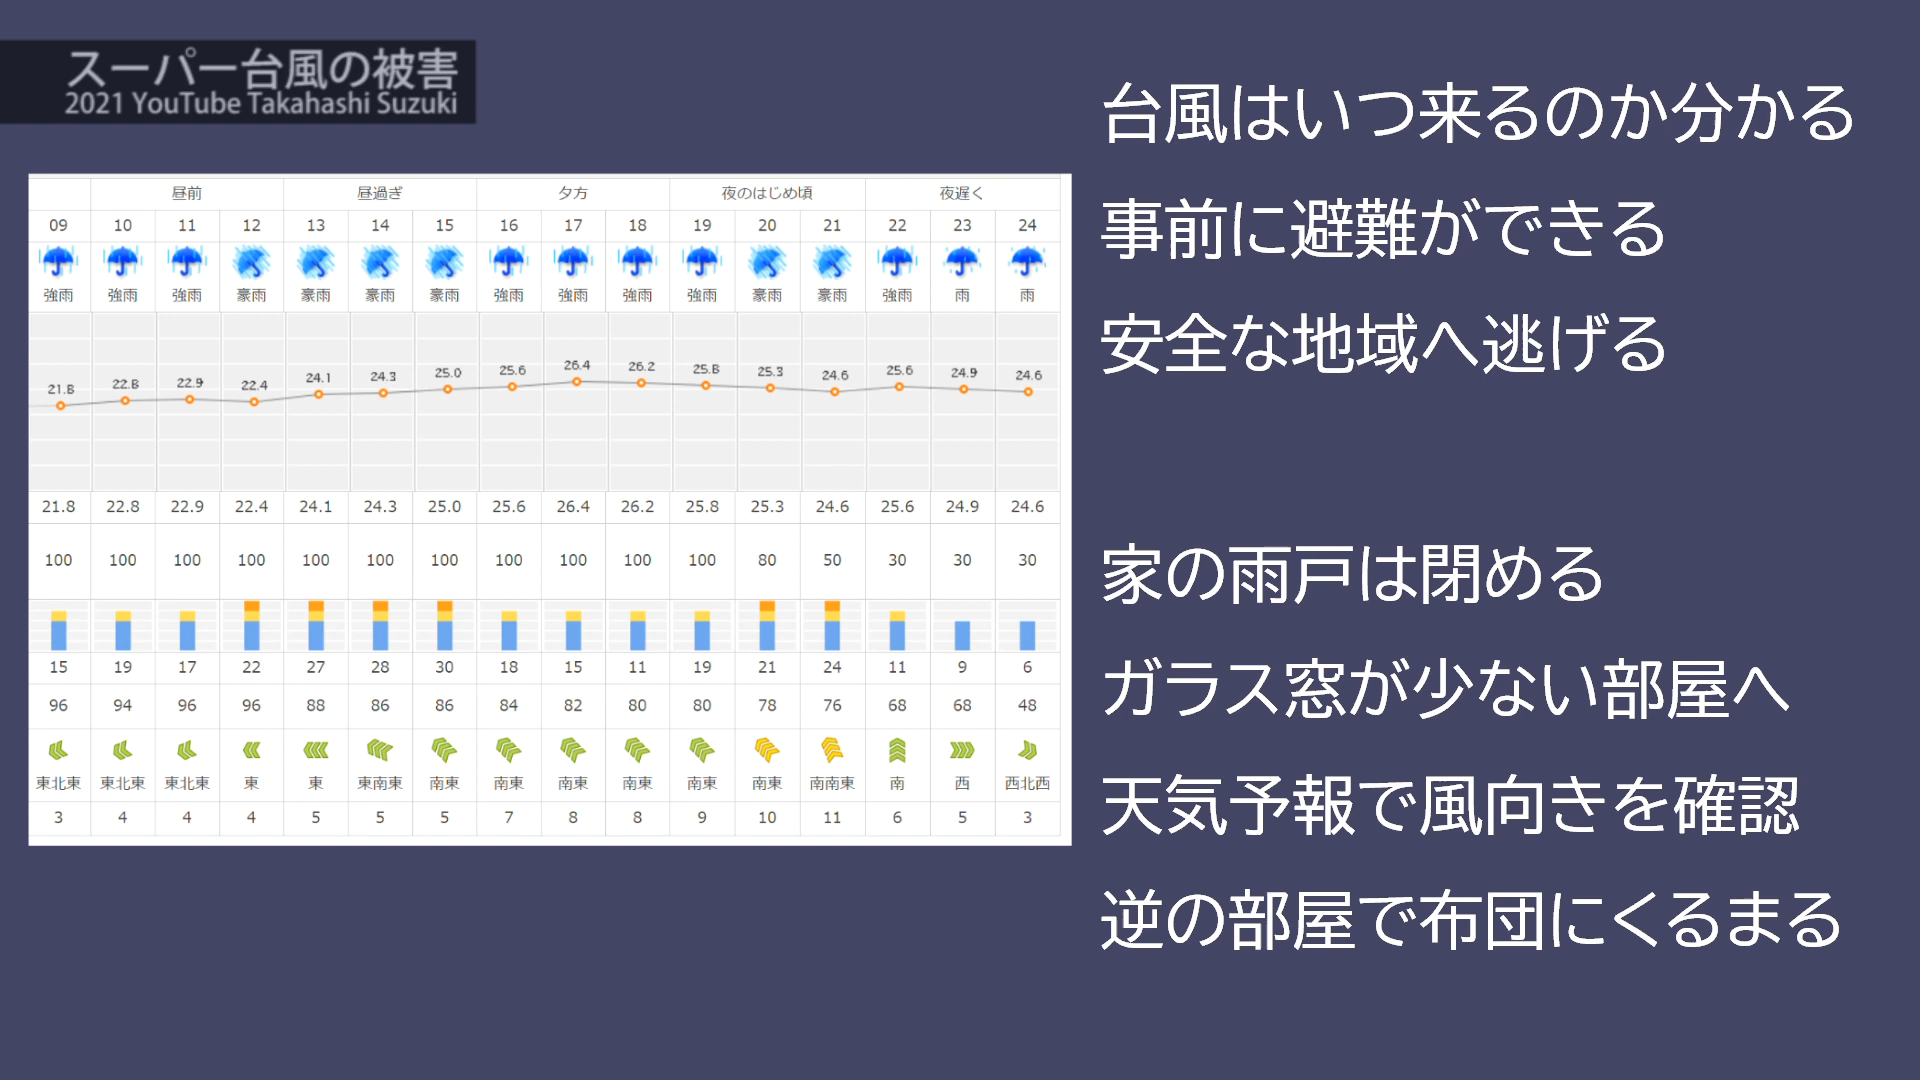 スーパー台風の被害
2021 YouTube Takahashi Suzuki
昼前 昼過ぎ 夕方 夜のはじめ頃 夜遅く
09 10 11 12 13 14 15 16 17 18 19 20 21 22 23 24
強雨 強雨 強雨 豪雨 豪雨 豪雨 豪雨 強雨 強雨 強雨 強雨 豪雨 豪雨 強雨 雨 雨
21.8 22.8 22.9 22.4 24.1 24.3 25.0 25.6 26.4 26.2 25.8 25.3 24.6 25.6 24.9 24.6
21.8 22.8 22.9 22.4 24.1 24.3 25.0 25.6 26.4 26.2 25.8 25.3 24.6 25.6 24.9 24.6
100 100 100 100 100 100 100 100 100 100 100 80 50 30 30 30
15 19 17 22 27 28 30 18 15 11 19 21 24 11 9 6
96 94 96 96 88 86 86 84 82 80 80 78 76 68 68 48
東北東 東北東 東北東 東 東 東南東 南東 南東 南東 南東 南東 南東 南南東 南 西 西北西
3 4 4 4 5 5 5 7 8 8 9 10 11 6 5 3
台風はいつ来るのか分かる
事前に避難ができる
安全な地域へ逃げる
家の雨戸は閉める
ガラス窓が少ない部屋へ
天気予報で風向きを確認
逆の部屋で布団にくるまる